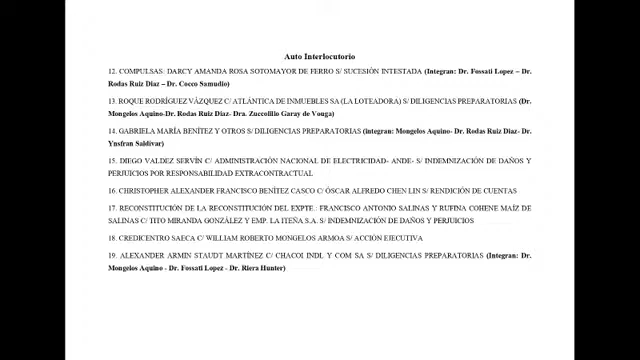 Auto Interlocutorio
12. COMPULSAS: DARCY AMANDA ROSA SOTOMAYOR DE FERRO S/ SUCESIÓN INTESTADA (Integran: Dr. Fossati Lopez – Dr.
Rodas Ruiz Diaz – Dr. Cocco Samudio)
13. ROQUE RODRÍGUEZ VÁZQUEZ C/ ATLÁNTICA DE INMUEBLES SA (LA LOTEADORA) S/ DILIGENCIAS PREPARATORIAS (Dr.
Mongelos Aquino-Dr. Rodas Ruiz Diaz- Dra. Zuccolillo Garay de Vouga)
14. GABRIELA MARÍA BENÍTEZ Y OTROS S/ DILIGENCIAS PREPARATORIAS (integran: Mongelos Aquino- Dr. Rodas Ruiz Diaz- Dr.
Ynsfran Saldívar)
15. DIEGO VALDEZ SERVÍN C/ ADMINISTRACIÓN NACIONAL DE ELECTRICIDAD- ANDE- S/ INDEMNIZACIÓN DE DAÑOS Y
PERJUICIOS POR RESPONSABILIDAD EXTRACONTRACTUAL
16. CHRISTOPHER ALEXANDER FRANCISCO BENÍTEZ CASCO C/ ÓSCAR ALFREDO CHEN LIN S/ RENDICIÓN DE CUENTAS
17. RECONSTITUCIÓN DE LA RECONSTITUCIÓN DEL EXPTE.: FRANCISCO ANTONIO SALINAS Y RUFINA COHENE MAÍZ DE
SALINAS C/ TITO MIRANDA GONZÁLEZ Y EMP. LA ITEÑA S.A. S/ INDEMNIZACIÓN DE DAÑOS Y PERJUICIOS
18. CREDICENTRO SAECA C/ WILLIAM ROBERTO MONGELOS ARMOA S/ ACCIÓN EJECUTIVA
19. ALEXANDER ARMIN STAUDT MARTÍNEZ C/ CHACOI INDL Y COM SA S/ DILIGENCIAS PREPARATORIAS (Integran: Dr.
Mongelos Aquino - Dr. Fossati Lopez - Dr. Riera Hunter)